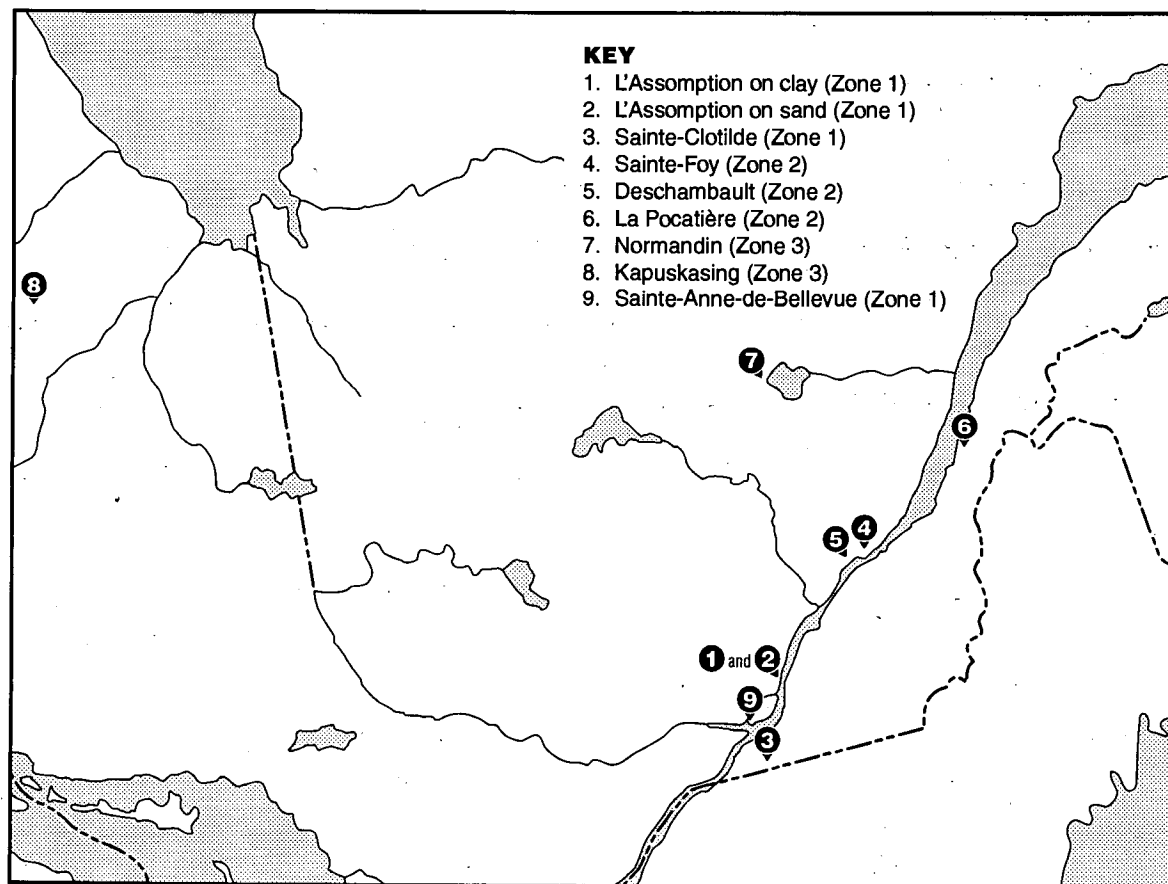 KEY
1. L'Assomption on clay (Zone 1)
2. L'Assomption on sand (Zone 1)
3. Sainte-Clotilde (Zone 1)
4. Sainte-Foy (Zone 2)
5. Deschambault (Zone 2)
6. La Pocatière (Zone 2)
7. Normandin (Zone 3)
8. Kapuskasing (Zone 3)
9. Sainte-Anne-de-Bellevue (Zone 1)
8
7
6
5 4
1 and 2
9
3